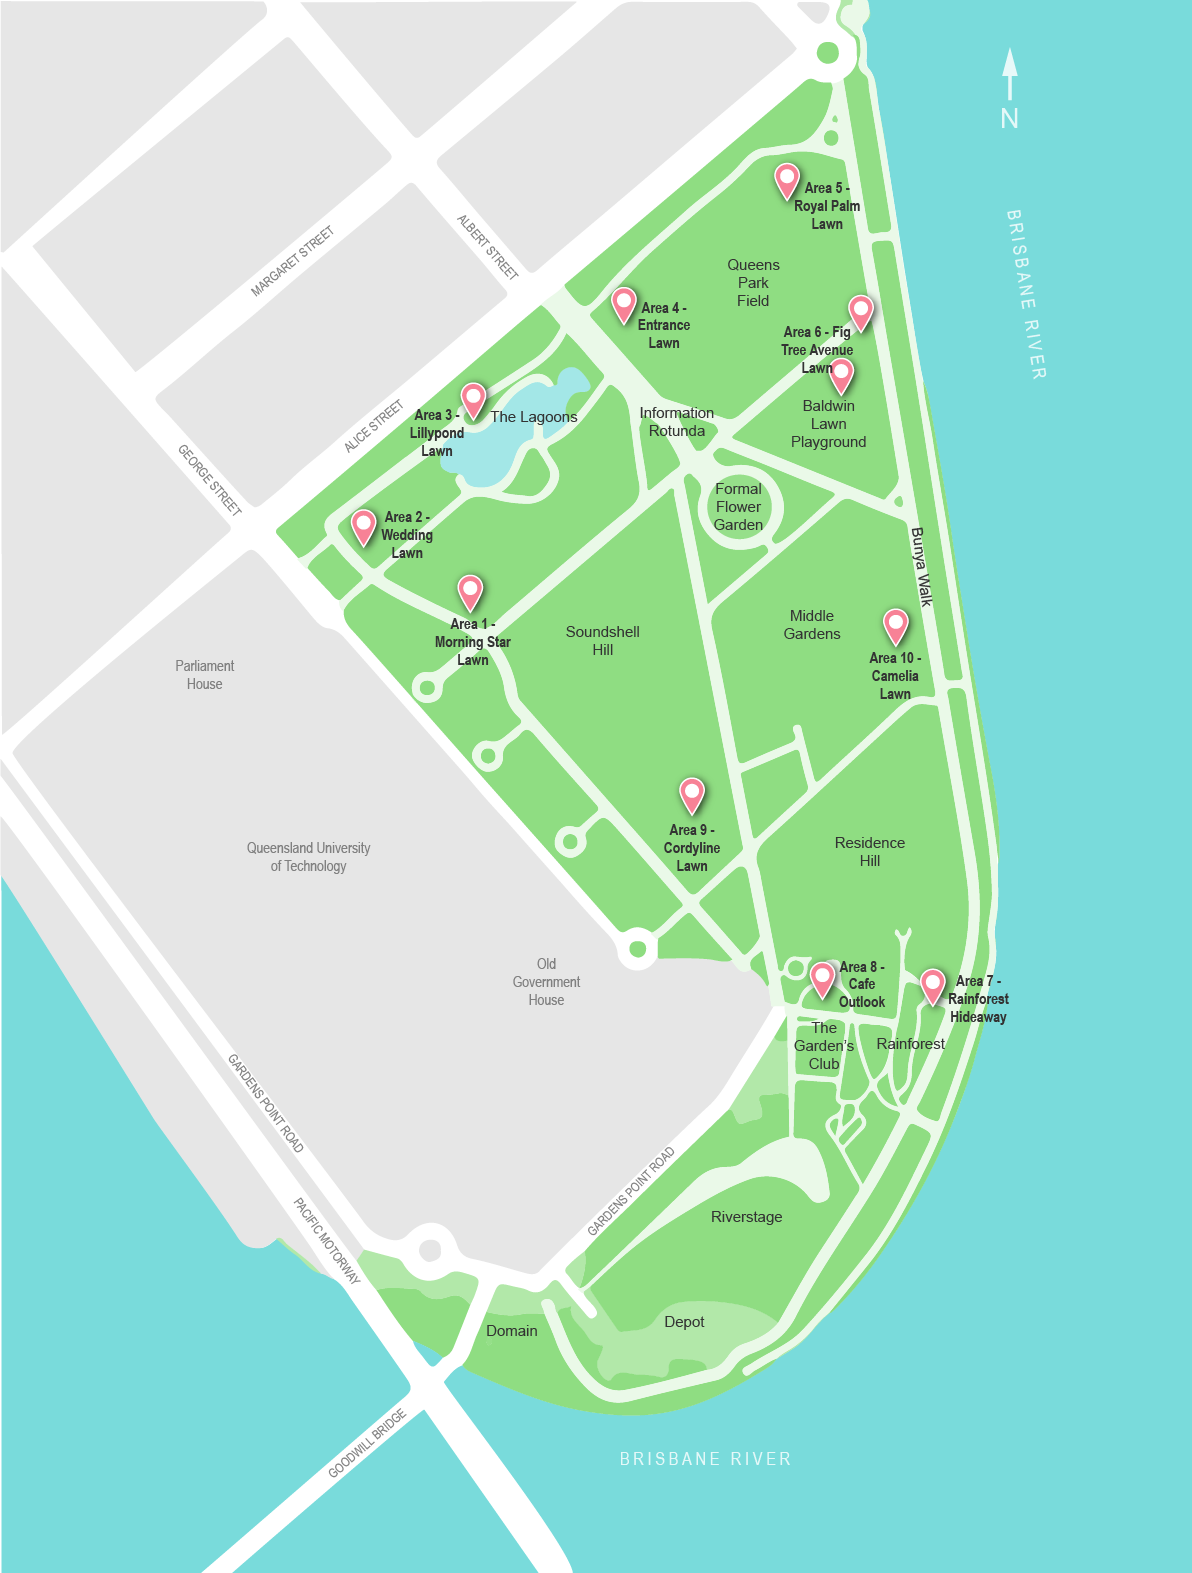 N
BRISBANE RIVER
Area 5 -
Royal Palm
Lawn
MARGARET STREET
ALBERT STREET
Queens
Park
Field
Area 4 -
Entrance
Lawn
Area 6 - Fig
Tree Avenue
Lawn
Baldwin
Lawn
Playground
Information
Rotunda
The Lagoons
Area 3 -
Lillypond
Lawn
ALICE STREET
GEORGE STREET
Formal
Flower
Garden
Area 2 -
Wedding
Lawn
Bunya Walk
Area 1 -
Morning Star
Lawn
Soundshell
Hill
Middle
Gardens
Area 10 -
Camelia
Lawn
Parliament
House
Queensland University
of Technology
Area 9 -
Cordyline
Lawn
Residence
Hill
Old
Government
House
Area 8 -
Cafe
Outlook
Area 7 -
Rainforest
Hideaway
The
Garden's
Club
Rainforest
GARDENS POINT ROAD
GARDENS POINT ROAD
PACIFIC MOTORWAY
Riverstage
Depot
Domain
GOODWILL BRIDGE
BRISBANE RIVER